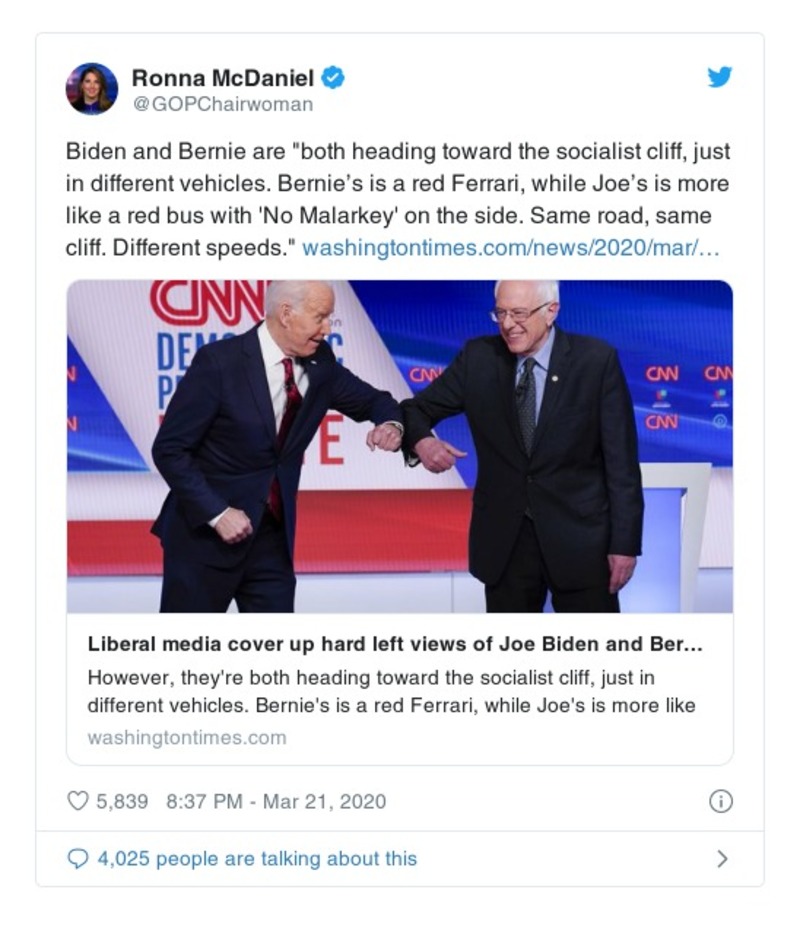 Ronna McDaniel
@GOPChairwoman
Biden and Bernie are "both heading toward the socialist cliff, just
in different vehicles. Bernie’s is a red Ferrari, while Joe’s is more
like a red bus with 'No Malarkey' on the side. Same road, same
cliff. Different speeds." washingtontimes.com/news/2020/mar/…
CNN
DEM C
P
E
CNN
CNN
CNN
CNN
Liberal media cover up hard left views of Joe Biden and Ber...
However, they're both heading toward the socialist cliff, just in
different vehicles. Bernie's is a red Ferrari, while Joe's is more like
washingtontimes.com
5,839 8:37 PM - Mar 21, 2020
4,025 people are talking about this